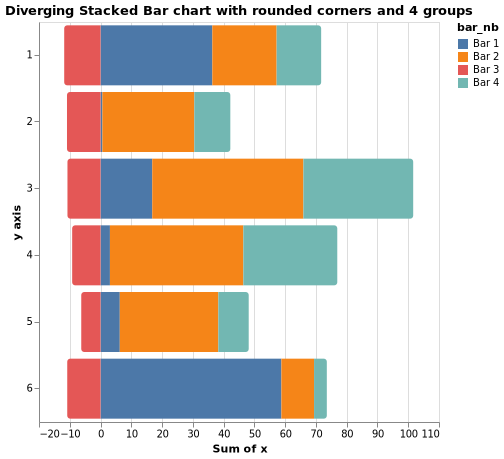 Diverging Stacked Bar chart with rounded corners and 4 groups
bar_nb
Bar 1
Bar 2
Bar 3
Bar 4
y axis
1
2
3
4
5
6
−20 −10 0 10 20 30 40 50 60 70 80 90 100 110
Sum of x